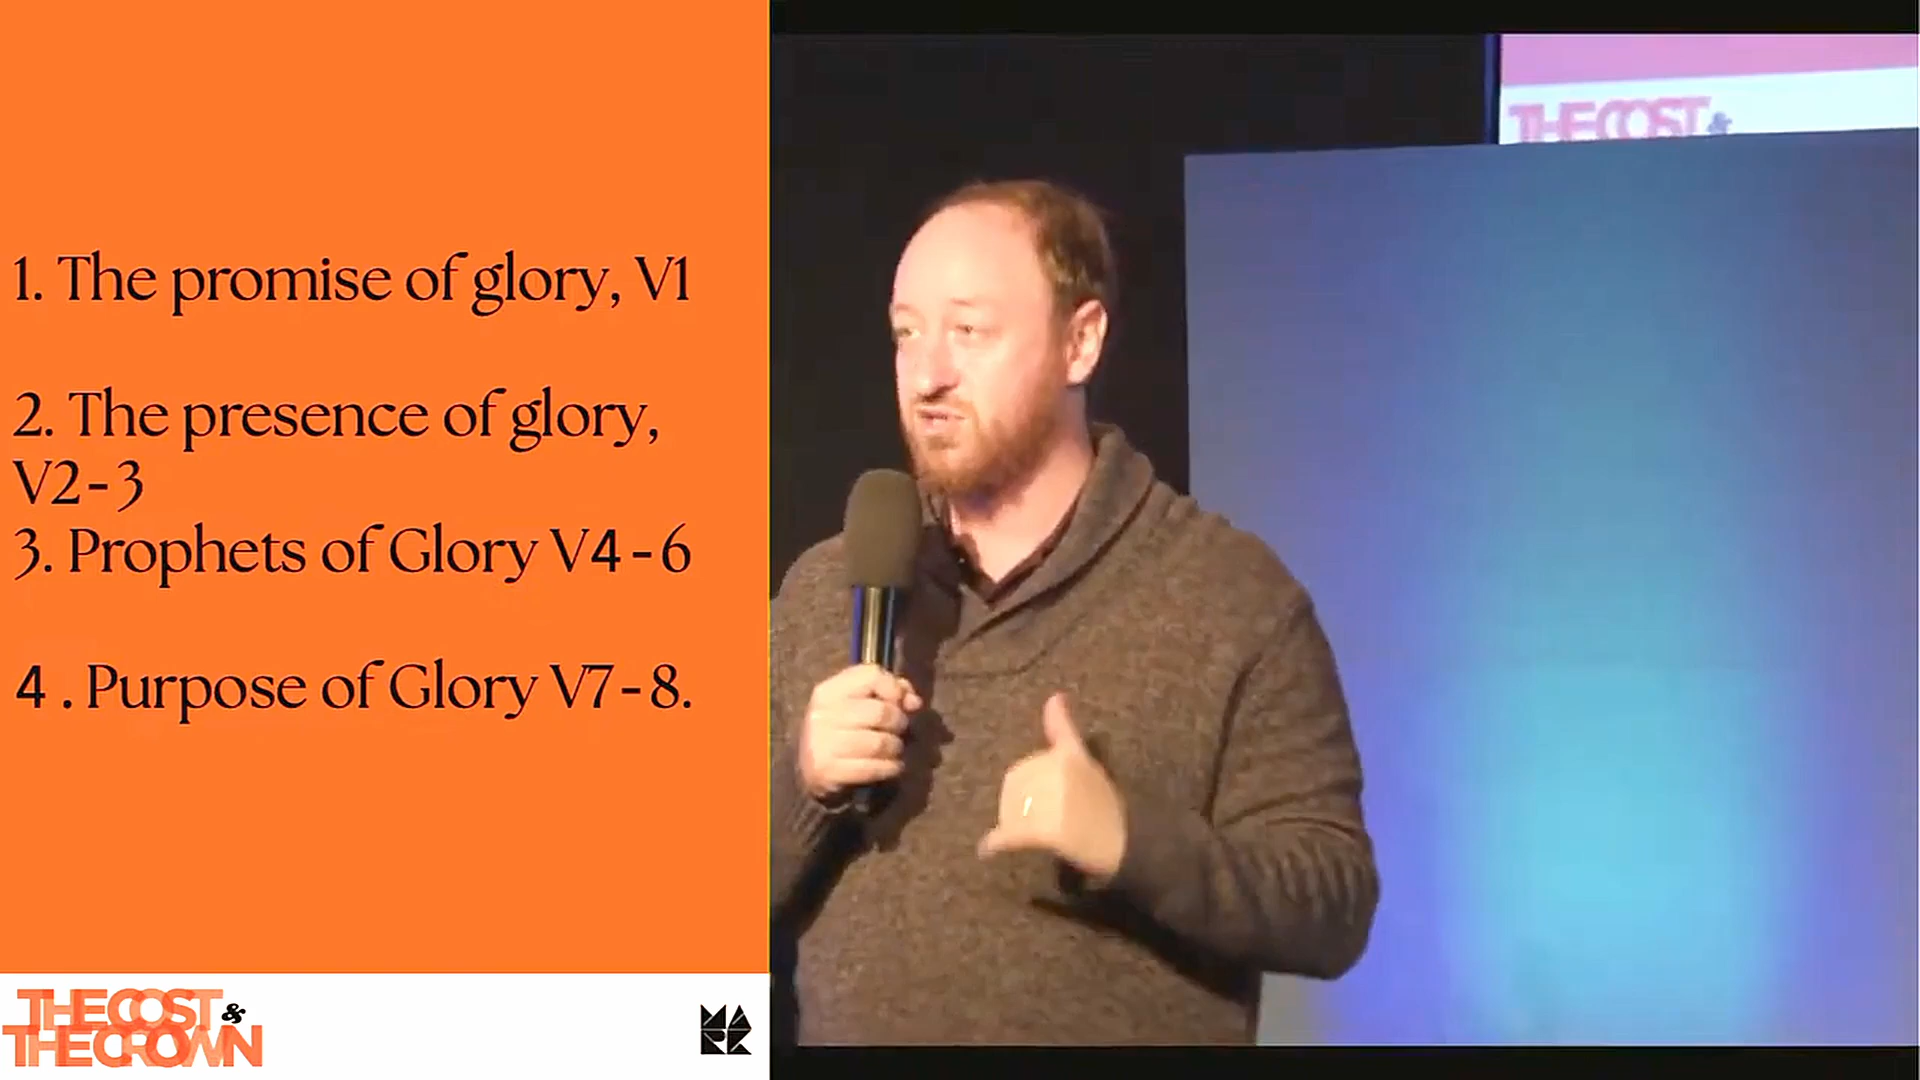 1. The promise of glory, V1
2. The presence of glory,
V2-3
3. Prophets of Glory V4-6
4 . Purpose of Glory V7-8.
THE COST &
THE CROWN
MARK
THE COST &